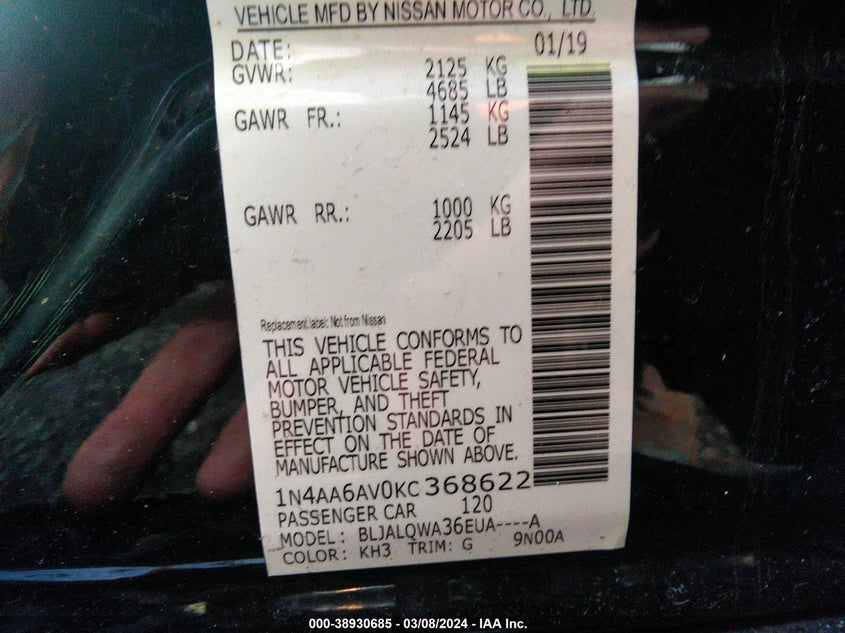 VEHICLE MFD BY NISSAN MOTOR CO., LTD.
DATE: 01/19
GVWR: 2125 KG
4685 LB
GAWR FR.: 1145 KG
2524 LB
GAWR RR.: 1000 KG
2205 LB
Replacement label: Not from Nissan
THIS VEHICLE CONFORMS TO
ALL APPLICABLE FEDERAL
MOTOR VEHICLE SAFETY,
BUMPER, AND THEFT
PREVENTION STANDARDS IN
EFFECT ON THE DATE OF
MANUFACTURE SHOWN ABOVE.
1N4AA6AV0KC368622
PASSENGER CAR 120
MODEL: BLJALQWA36EUA----A
COLOR: KH3 TRIM: G 9N00A
000-38930685 - 03/08/2024 - IAA Inc.